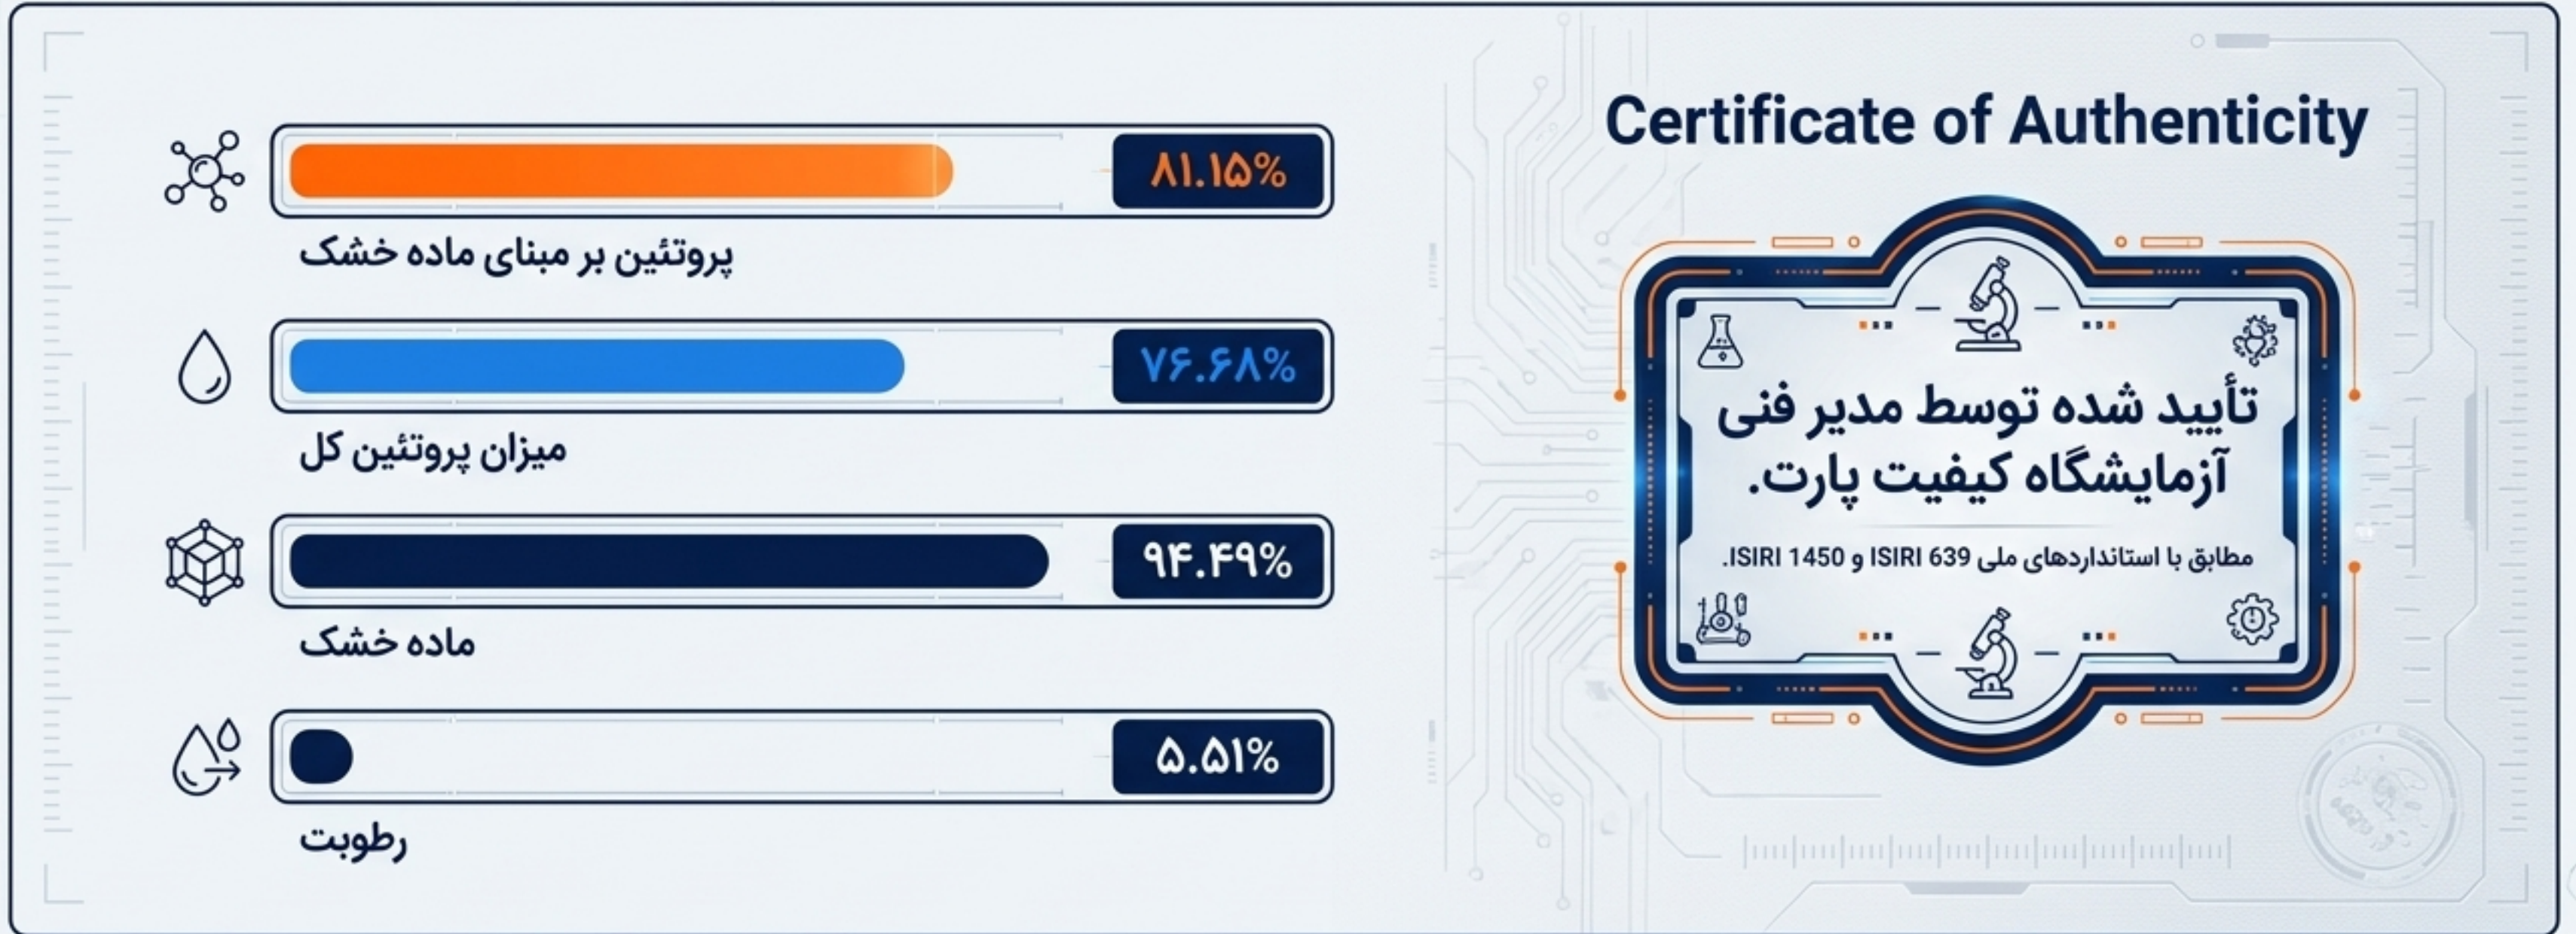 ۸۱.۱۵%
پروتئین بر مبنای ماده خشک
۷۶.۶۸%
میزان پروتئین کل
۹۴.۴۹%
ماده خشک
۵.۵۱%
رطوبت
Certificate of Authenticity
تأیید شده توسط مدیر فنی
آزمایشگاه کیفیت پارت.
مطابق با استانداردهای ملی ISIRI 639 و ISIRI 1450.